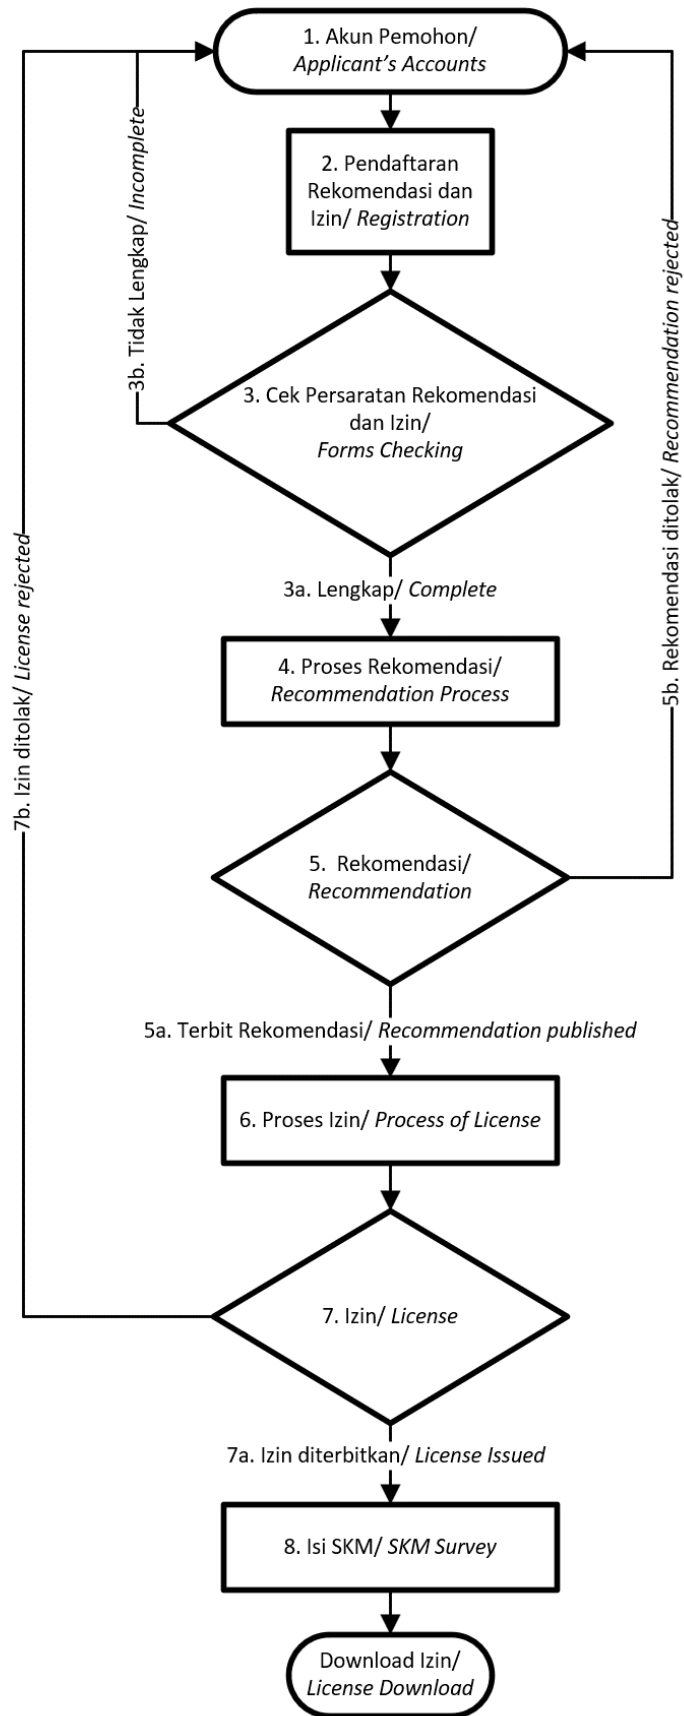 1. Akun Pemohon/
Applicant's Accounts
2. Pendaftaran
Rekomendasi dan
Izin/ Registration
3b. Tidak Lengkap/ Incomplete
3. Cek Persaratan Rekomendasi
dan Izin/
Forms Checking
5b. Rekomendasi ditolak/ Recommendation rejected
3a. Lengkap/ Complete
7b. Izin ditolak/ License rejected
4. Proses Rekomendasi/
Recommendation Process
5. Rekomendasi/
Recommendation
5a. Terbit Rekomendasi/ Recommendation published
6. Proses Izin/ Process of License
7. Izin/ License
7a. Izin diterbitkan/ License Issued
8. Isi SKM/ SKM Survey
Download Izin/
License Download